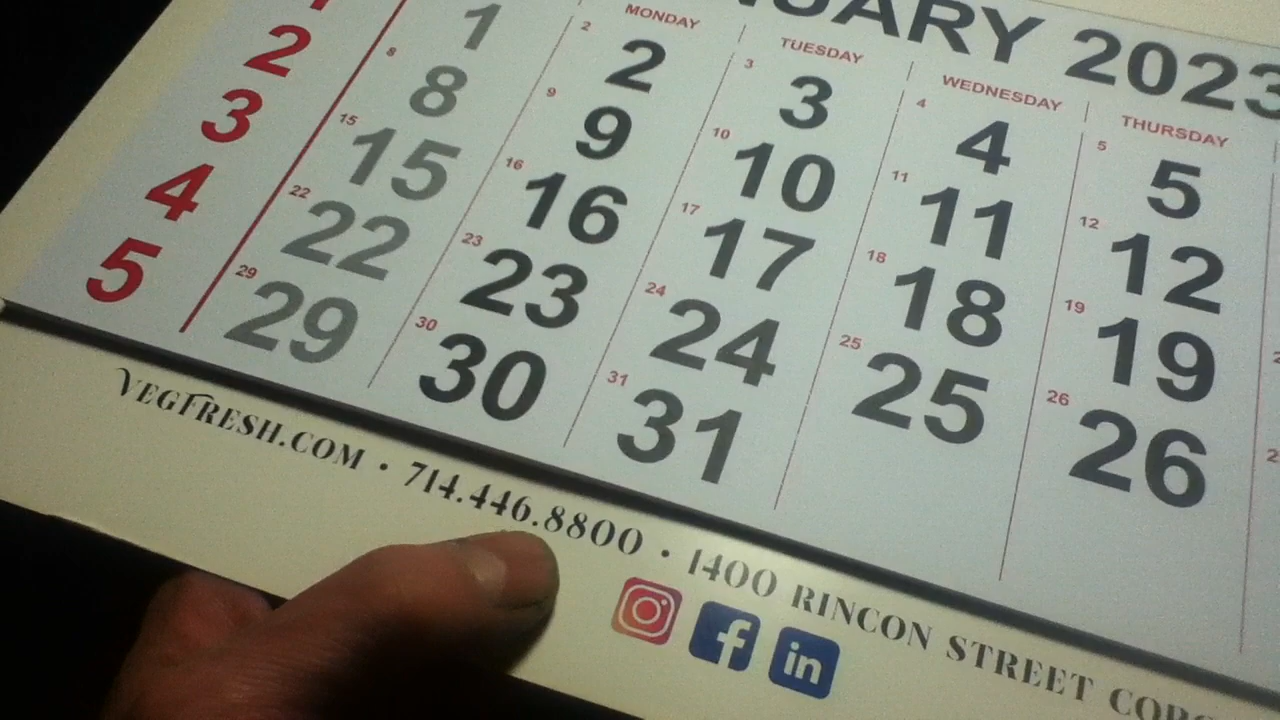 UARY 2023
MONDAY TUESDAY WEDNESDAY THURSDAY
1 1 2 2 3 3 4 4 5 5
2 8 8 9 9 10 10 11 11 12 12
3 15 15 16 16 17 17 18 18 19 19
4 22 22 23 23 24 24 25 25 26 26
5 29 29 30 30 31 31
VEGFRESH.COM • 714.446.8800 • 1400 RINCON STREET CORO
in